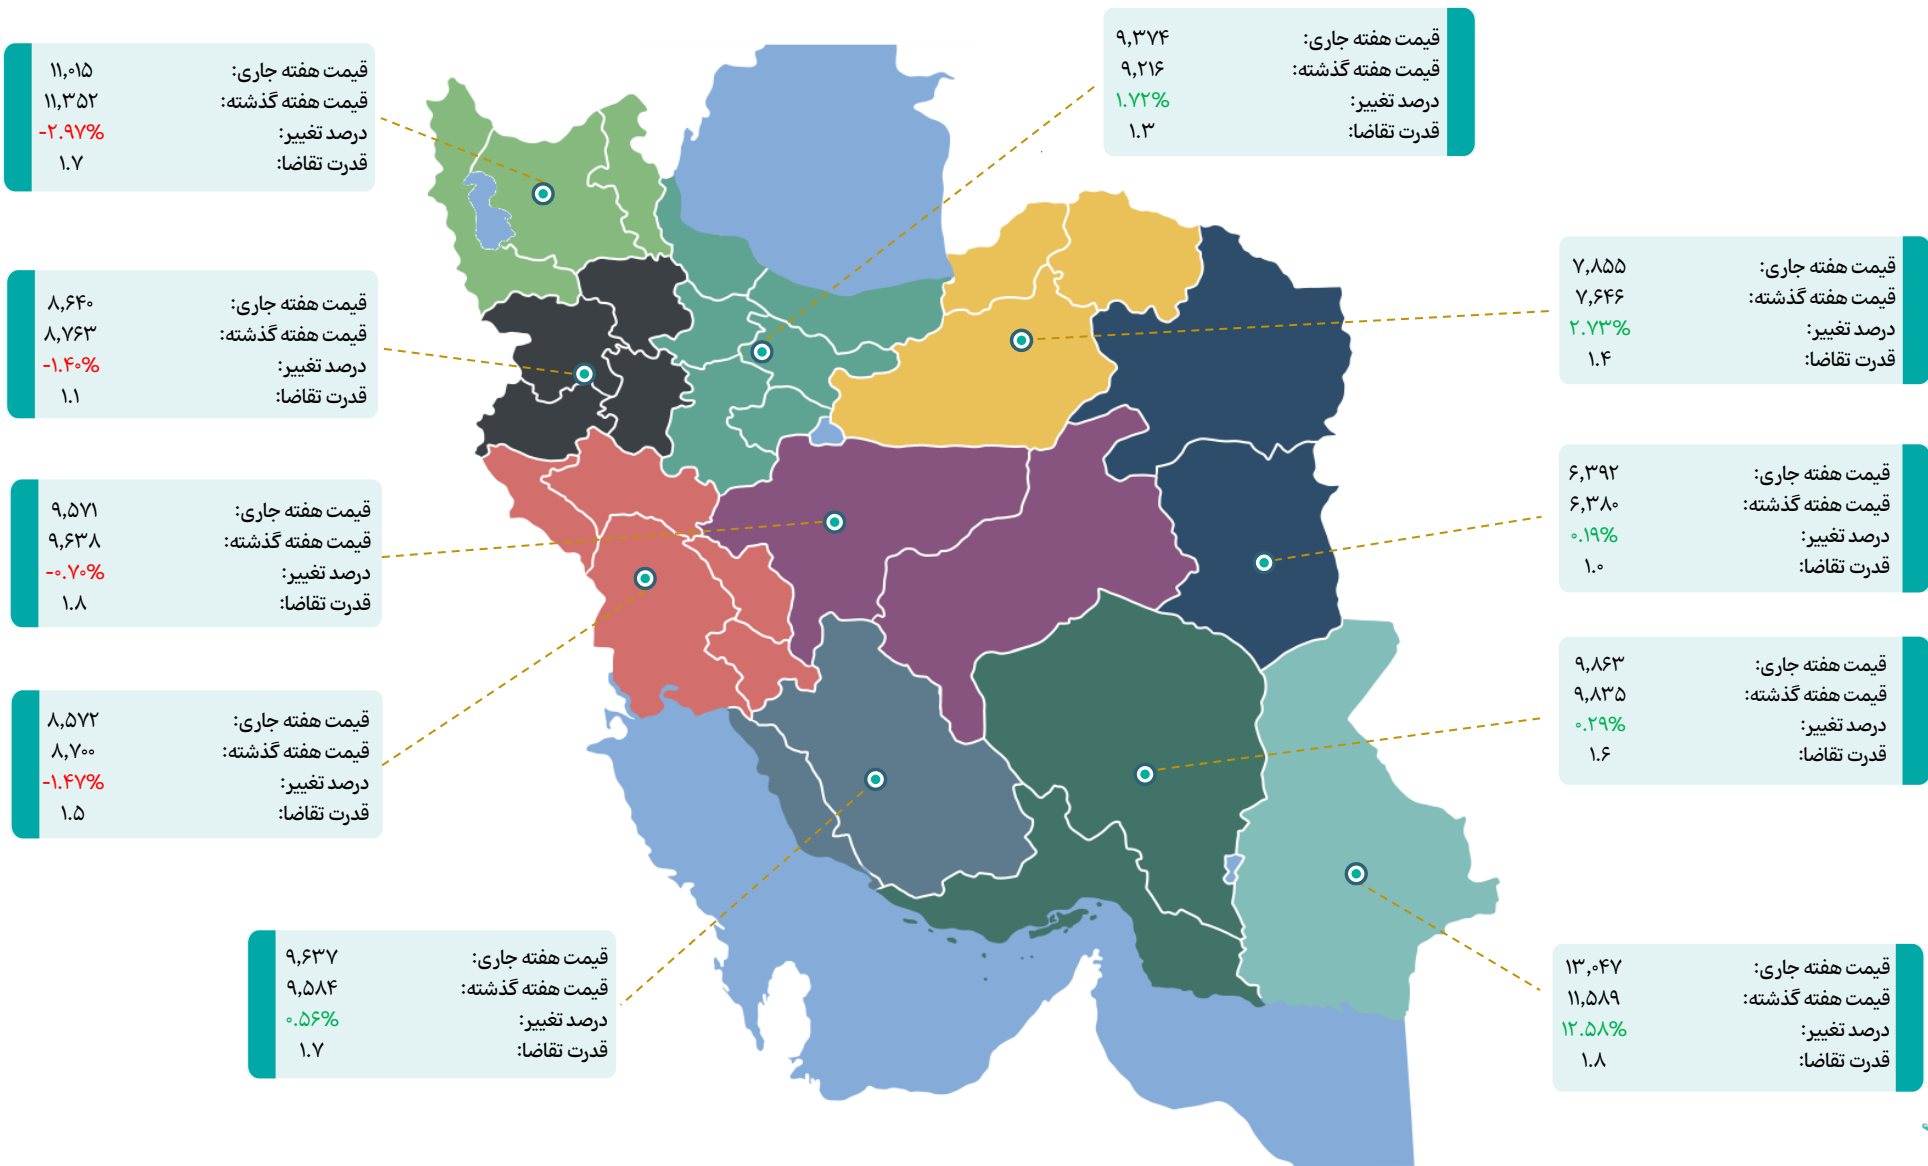 قیمت هفته جاری: ۹,۳۷۴
قیمت هفته گذشته: ۹,۲۱۶
درصد تغییر: ۱.۷۲%
قدرت تقاضا: ۱.۳
قیمت هفته جاری: ۱۱,۰۱۵
قیمت هفته گذشته: ۱۱,۳۵۲
درصد تغییر: -۲.۹۷%
قدرت تقاضا: ۱.۷
قیمت هفته جاری: ۷,۸۵۵
قیمت هفته گذشته: ۷,۶۴۶
درصد تغییر: ۲.۷۳%
قدرت تقاضا: ۱.۴
قیمت هفته جاری: ۸,۶۴۰
قیمت هفته گذشته: ۸,۷۶۳
درصد تغییر: -۱.۴۰%
قدرت تقاضا: ۱.۱
قیمت هفته جاری: ۶,۳۹۲
قیمت هفته گذشته: ۶,۳۸۰
درصد تغییر: ۰.۱۹%
قدرت تقاضا: ۱.۰
قیمت هفته جاری: ۹,۵۷۱
قیمت هفته گذشته: ۹,۶۳۸
درصد تغییر: -۰.۷۰%
قدرت تقاضا: ۱.۸
قیمت هفته جاری: ۹,۸۶۳
قیمت هفته گذشته: ۹,۸۳۵
درصد تغییر: ۰.۲۹%
قدرت تقاضا: ۱.۶
قیمت هفته جاری: ۸,۵۷۲
قیمت هفته گذشته: ۸,۷۰۰
درصد تغییر: -۱.۴۷%
قدرت تقاضا: ۱.۵
قیمت هفته جاری: ۱۳,۰۴۷
قیمت هفته گذشته: ۱۱,۵۸۹
درصد تغییر: ۱۲.۵۸%
قدرت تقاضا: ۱.۸
قیمت هفته جاری: ۹,۶۳۷
قیمت هفته گذشته: ۹,۵۸۴
درصد تغییر: ۰.۵۶%
قدرت تقاضا: ۱.۷